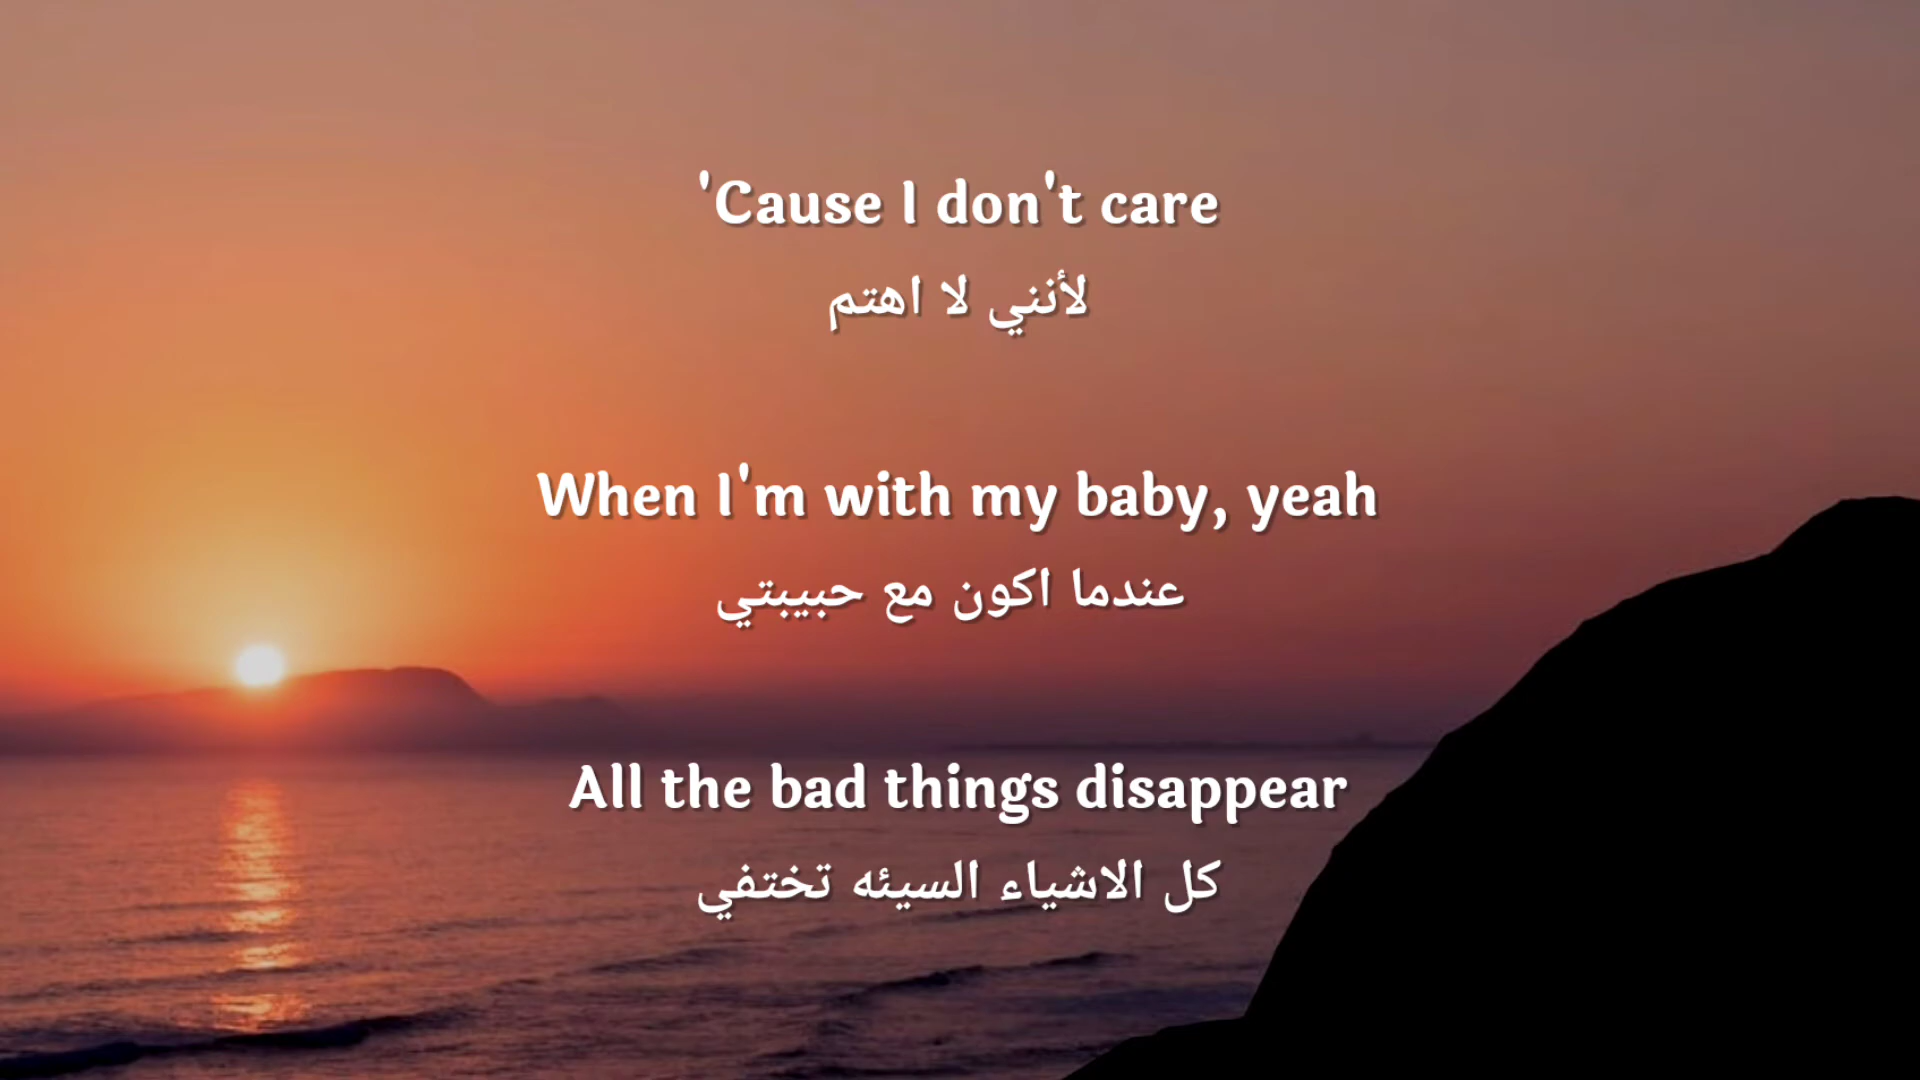 'Cause I don't care
لأنني لا اهتم
When I'm with my baby, yeah
عندما اكون مع حبيبتي
All the bad things disappear
كل الاشياء السيئه تختفي